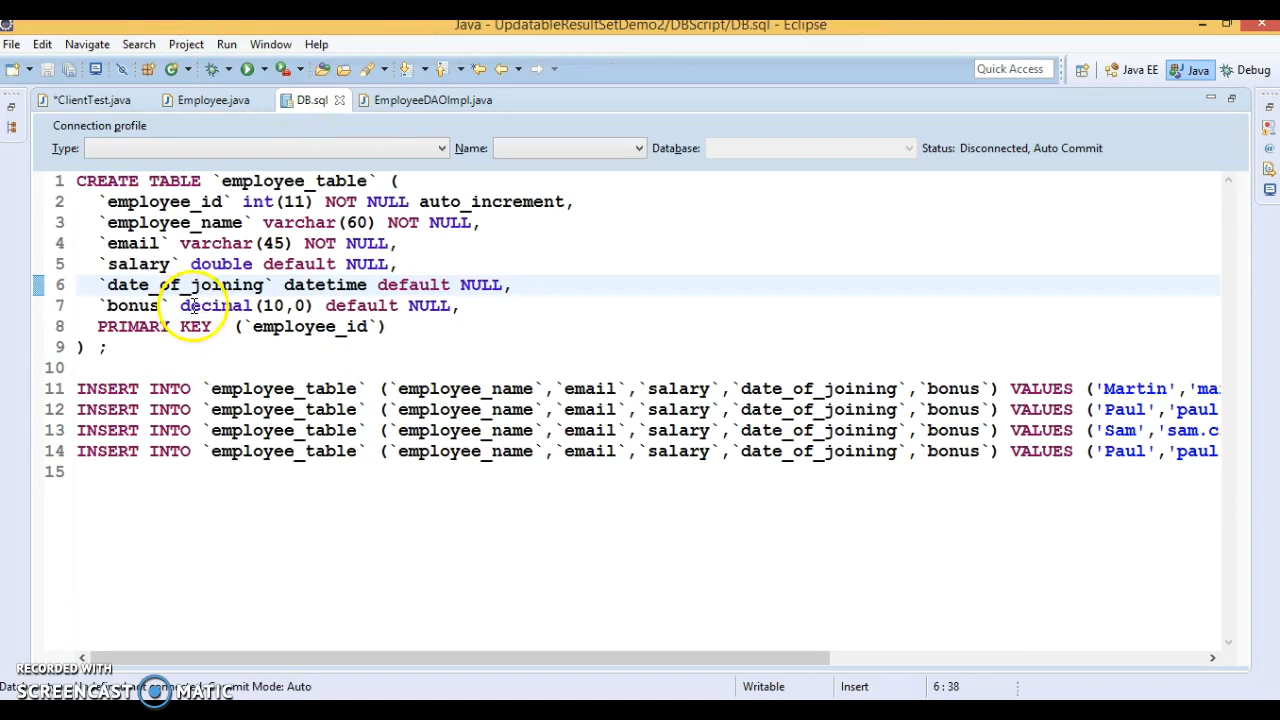 Java - UpdatableResultSetDemo2/DBScript/DB.sql - Eclipse
File Edit Navigate Search Project Run Window Help
Quick Access Java EE Java Debug
*ClientTest.java Employee.java DB.sql EmployeeDAOImpl.java
Connection profile
Type: Name: Database: Status: Disconnected, Auto Commit
1 CREATE TABLE `employee_table` (
2 `employee_id` int(11) NOT NULL auto_increment,
3 `employee_name` varchar(60) NOT NULL,
4 `email` varchar(45) NOT NULL,
5 `salary` double default NULL,
6 `date_of_joining` datetime default NULL,
7 `bonus` decimal(10,0) default NULL,
8 PRIMARY KEY (`employee_id`)
9 ) ;
10
11 INSERT INTO `employee_table` (`employee_name`,`email`,`salary`,`date_of_joining`,`bonus`) VALUES ('Martin','ma
12 INSERT INTO `employee_table` (`employee_name`,`email`,`salary`,`date_of_joining`,`bonus`) VALUES ('Paul','paul
13 INSERT INTO `employee_table` (`employee_name`,`email`,`salary`,`date_of_joining`,`bonus`) VALUES ('Sam','sam.c
14 INSERT INTO `employee_table` (`employee_name`,`email`,`salary`,`date_of_joining`,`bonus`) VALUES ('Paul','paul
15
RECORDED WITH
SCREENCAST MATIC
Commit Mode: Auto Writable Insert 6 : 38